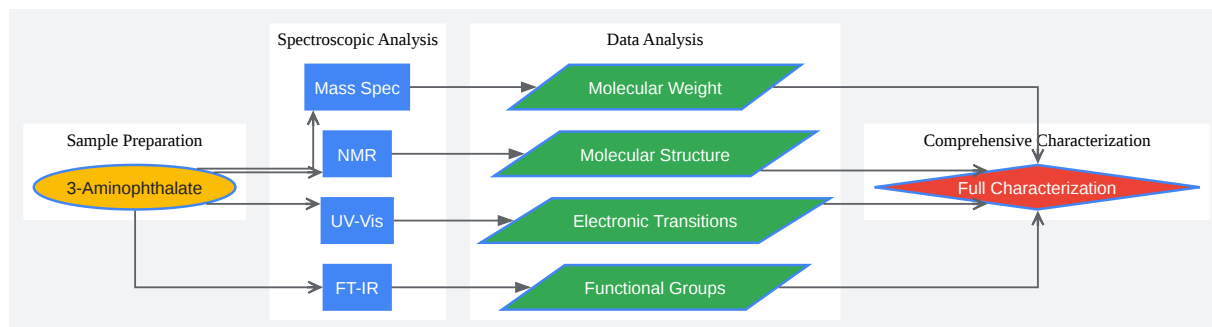 Sample Preparation
3-Aminophthalate
Spectroscopic Analysis
Mass Spec
NMR
UV-Vis
FT-IR
Data Analysis
Molecular Weight
Molecular Structure
Electronic Transitions
Functional Groups
Comprehensive Characterization
Full Characterization